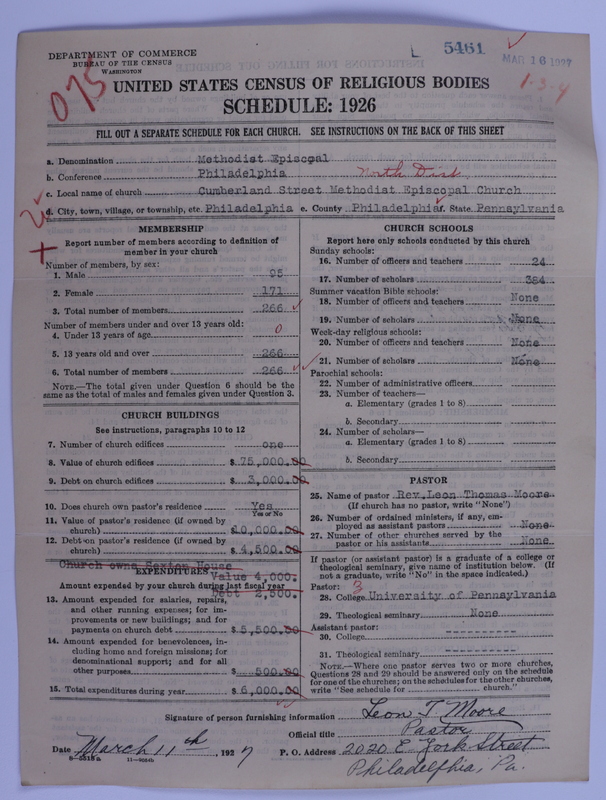 DEPARTMENT OF COMMERCE
BUREAU OF THE CENSUS
WASHINGTON
L 5461
MAR 16 1927
075
1-3-4
UNITED STATES CENSUS OF RELIGIOUS BODIES
SCHEDULE: 1926
FILL OUT A SEPARATE SCHEDULE FOR EACH CHURCH. SEE INSTRUCTIONS ON THE BACK OF THIS SHEET
a. Denomination Methodist Episcopal
b. Conference Philadelphia North Dist.
c. Local name of church Cumberland Street Methodist Episcopal Church
d. City, town, village, or township, etc. Philadelphia e. County Philadelphia f. State Pennsylvania
MEMBERSHIP
Report number of members according to definition of
member in your church
Number of members, by sex:
1. Male 95
2. Female 171
3. Total number of members 266
Number of members under and over 13 years old:
4. Under 13 years of age 0
5. 13 years old and over 266
6. Total number of members 266
NOTE.—The total given under Question 6 should be the
same as the total of males and females given under Question 3.
CHURCH BUILDINGS
See instructions, paragraphs 10 to 12
7. Number of church edifices one
8. Value of church edifices $ 75,000.00
9. Debt on church edifices $ 3,000.00
10. Does church own pastor's residence Yes
Yes or No
11. Value of pastor's residence (if owned by
church) $10,000.00
12. Debt on pastor's residence (if owned by
church) $ 4,500.00
Church owns Sexton House
EXPENDITURES Value 4,000.
Amount expended by your church during last fiscal year
Debt 2,500.
13. Amount expended for salaries, repairs,
and other running expenses; for im-
provements or new buildings; and for
payments on church debt $ 5,500.00
14. Amount expended for benevolences, in-
cluding home and foreign missions; for
denominational support; and for all
other purposes $ 500.00
15. Total expenditures during year $ 6,000.00
CHURCH SCHOOLS
Report here only schools conducted by this church
Sunday schools:
16. Number of officers and teachers 24
17. Number of scholars 384
Summer vacation Bible schools:
18. Number of officers and teachers None
19. Number of scholars None
Week-day religious schools:
20. Number of officers and teachers None
21. Number of scholars None
Parochial schools:
22. Number of administrative officers
23. Number of teachers—
a. Elementary (grades 1 to 8)
b. Secondary
24. Number of scholars—
a. Elementary (grades 1 to 8)
b. Secondary
PASTOR
25. Name of pastor Rev. Leon Thomas Moore
(If church has no pastor, write "None")
26. Number of ordained ministers, if any, em-
ployed as assistant pastors None
27. Number of other churches served by the
pastor or his assistants None
If pastor (or assistant pastor) is a graduate of a college or
theological seminary, give name of institution below. (If
not a graduate, write "No" in the space indicated.)
Pastor: 3
28. College University of Pennsylvania
29. Theological seminary None
Assistant pastor:
30. College
31. Theological seminary
NOTE.—Where one pastor serves two or more churches,
Questions 28 and 29 should be answered only on the schedule
for one of the churches; on the schedules for the other churches,
write "See schedule for church."
Signature of person furnishing information Leon T. Moore
Official title Pastor
Date March 11th, 1927 P. O. Address 2020 E. York Street
8-5518a 11-9084b
Philadelphia, Pa.